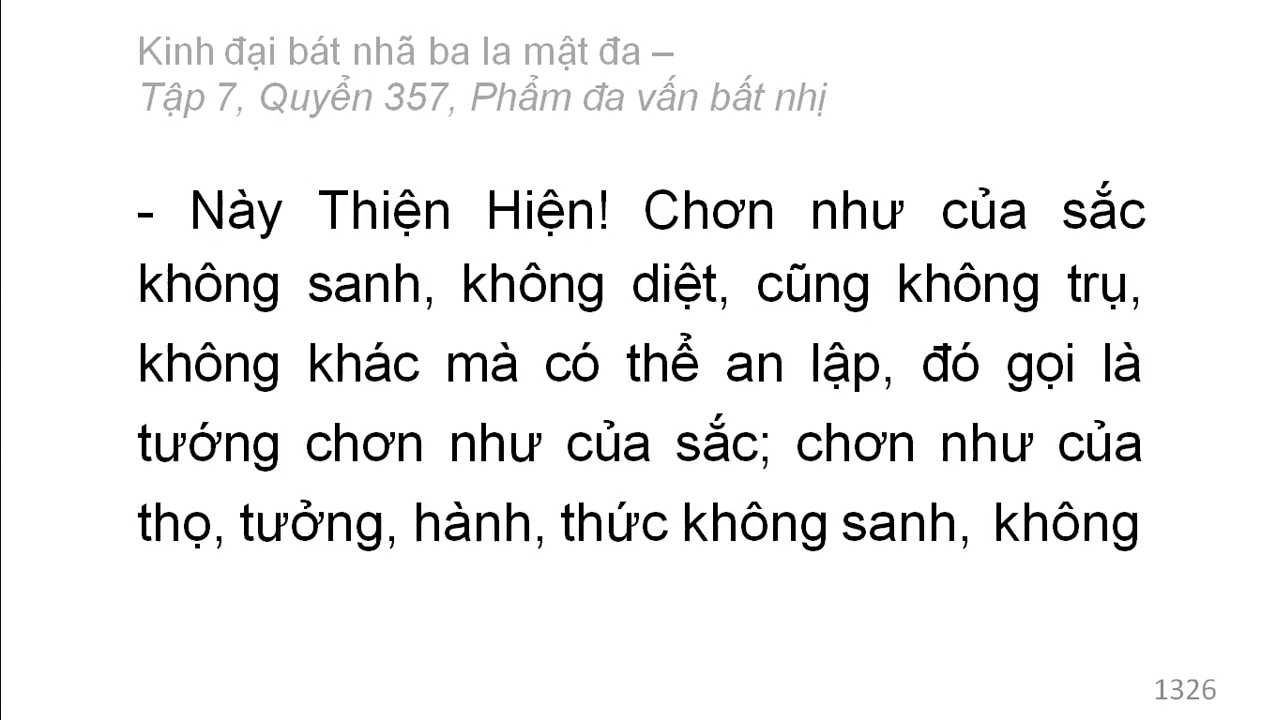 Kinh đại bát nhã ba la mật đa –
Tập 7, Quyển 357, Phẩm đa vấn bất nhị
- Này Thiện Hiện! Chơn như của sắc
không sanh, không diệt, cũng không trụ,
không khác mà có thể an lập, đó gọi là
tướng chơn như của sắc; chơn như của
thọ, tưởng, hành, thức không sanh, không
1326